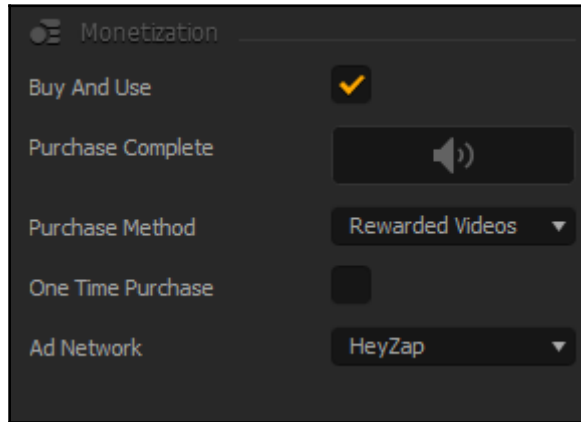 Monetization
Buy And Use
Purchase Complete
Purchase Method Rewarded Videos
One Time Purchase
Ad Network HeyZap